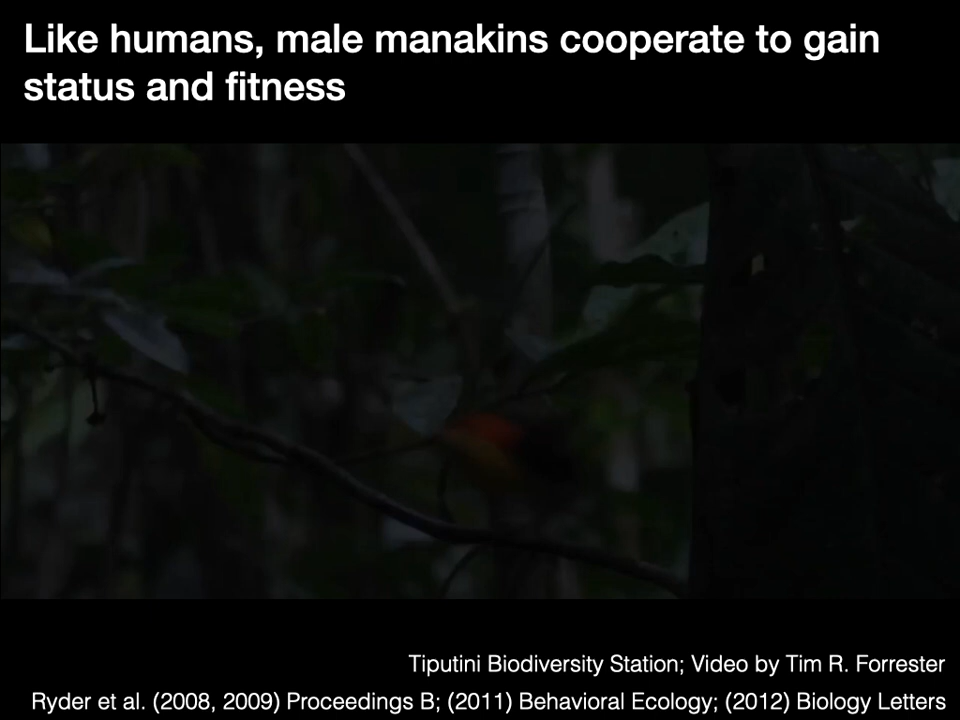 Like humans, male manakins cooperate to gain
status and fitness
Tiputini Biodiversity Station; Video by Tim R. Forrester
Ryder et al. (2008, 2009) Proceedings B; (2011) Behavioral Ecology; (2012) Biology Letters